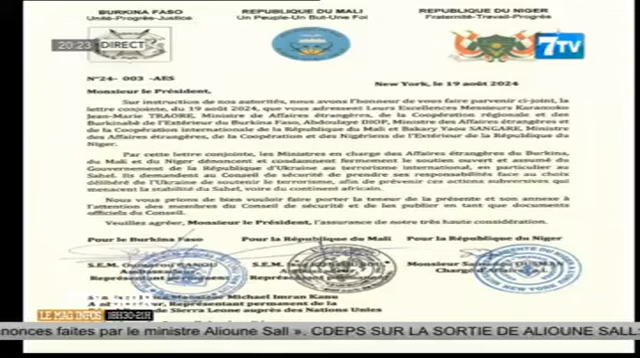 BURKINA FASO
Unité-Progrès-Justice
REPUBLIQUE DU MALI
Un Peuple-Un But-Une Foi
REPUBLIQUE DU NIGER
Fraternité-Travail-Progrès
20:23 DIRECT
7TV
N°24- 003 -AES
New York, le 19 août 2024
Monsieur le Président,
Sur instruction de nos autorités, nous avons l'honneur de vous faire parvenir ci-joint, la
lettre conjointe, du 19 août 2024, que vous adressent Leurs Excellences Messieurs Karamoko
Jean-Marie TRAORE, Ministre des Affaires étrangères, de la Coopération régionale et des
Burkinabè de l'Extérieur du Burkina Faso, Abdoulaye DIOP, Ministre des Affaires étrangères et
de la Coopération internationale de la République du Mali et Bakary Yaou SANGARE, Ministre
des Affaires étrangères, de la Coopération et des Nigériens de l'Extérieur de la République du
Niger.
Par cette lettre conjointe, les Ministres en charge des Affaires étrangères du Burkina,
du Mali et du Niger dénoncent et condamnent fermement le soutien ouvert et assumé du
Gouvernement de la République d'Ukraine au terrorisme international, en particulier au
Sahel. Ils demandent au Conseil de sécurité de prendre ses responsabilités face au choix
délibéré de l'Ukraine de soutenir le terrorisme, afin de prévenir ces actions subversives qui
menacent la stabilité du Sahel, voire du continent africain.
Nous vous prions de bien vouloir faire porter la teneur de la présente et son annexe à
l'attention des membres du Conseil de sécurité et de les publier en tant que documents
officiels du Conseil.
Veuillez agréer, Monsieur le Président, l'assurance de notre très haute considération.
Pour le Burkina Faso
Pour la République du Mali
Pour la République du Niger
S.E.M.
S.E.M.
Monsieur
Ambassadeur
Ambassadeur
Chargé d'Affaires
Représentant permanent
Représentant permanent
Michael Imran Kanu
Représentant permanent de
de Sierra Leone auprès des Nations Unies
LE MAG INFOS 18H30-21H
nonces faites par le ministre Alioune Sall ». CDEPS SUR LA SORTIE DE ALIOUNE SALL